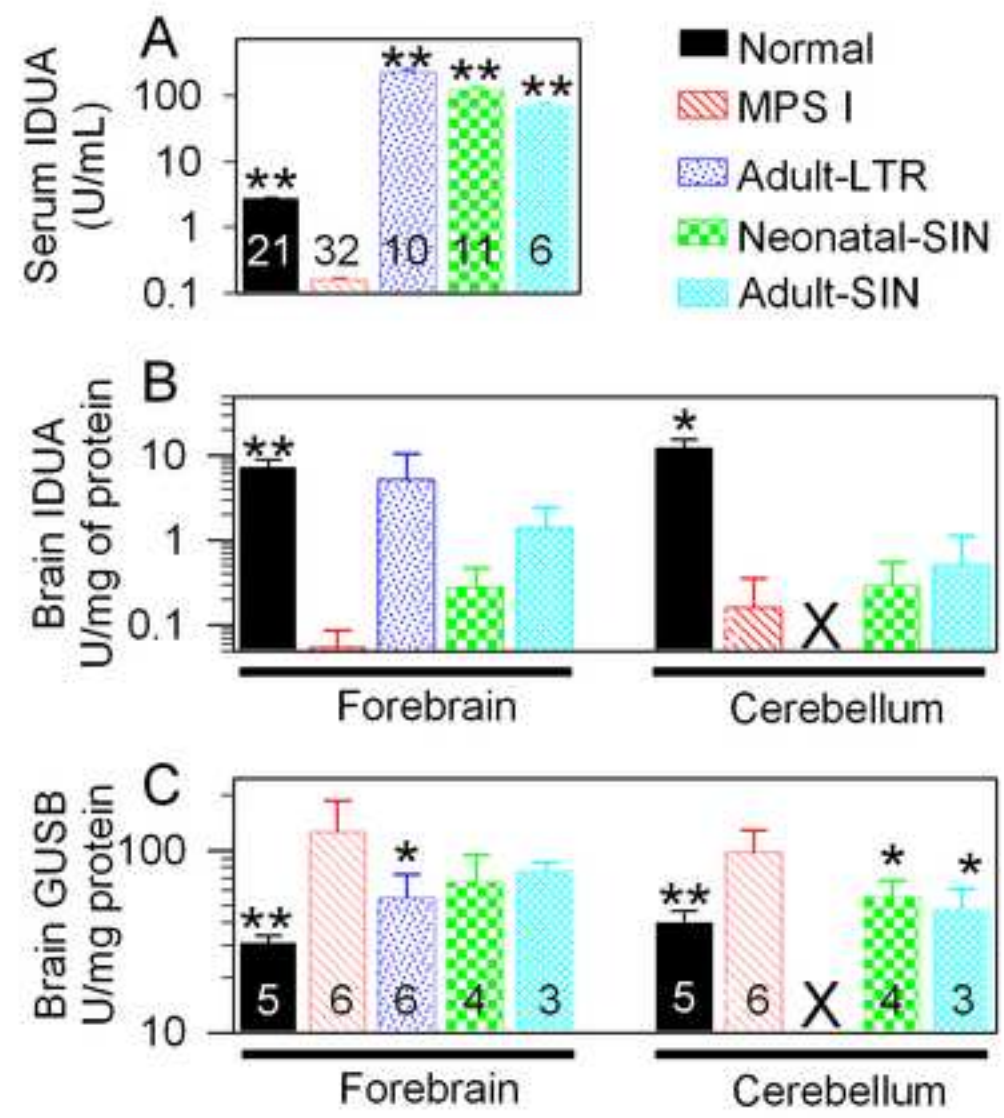 A
Serum IDUA
(U/mL)
100
10
1
0.1
**
**
**
**
21
32
10
11
6
Normal
MPS I
Adult-LTR
Neonatal-SIN
Adult-SIN
B
Brain IDUA
U/mg of protein
10
1
0.1
**
*
X
Forebrain
Cerebellum
C
Brain GUSB
U/mg protein
100
10
**
*
**
*
*
5
6
6
4
3
5
6
X
4
3
Forebrain
Cerebellum